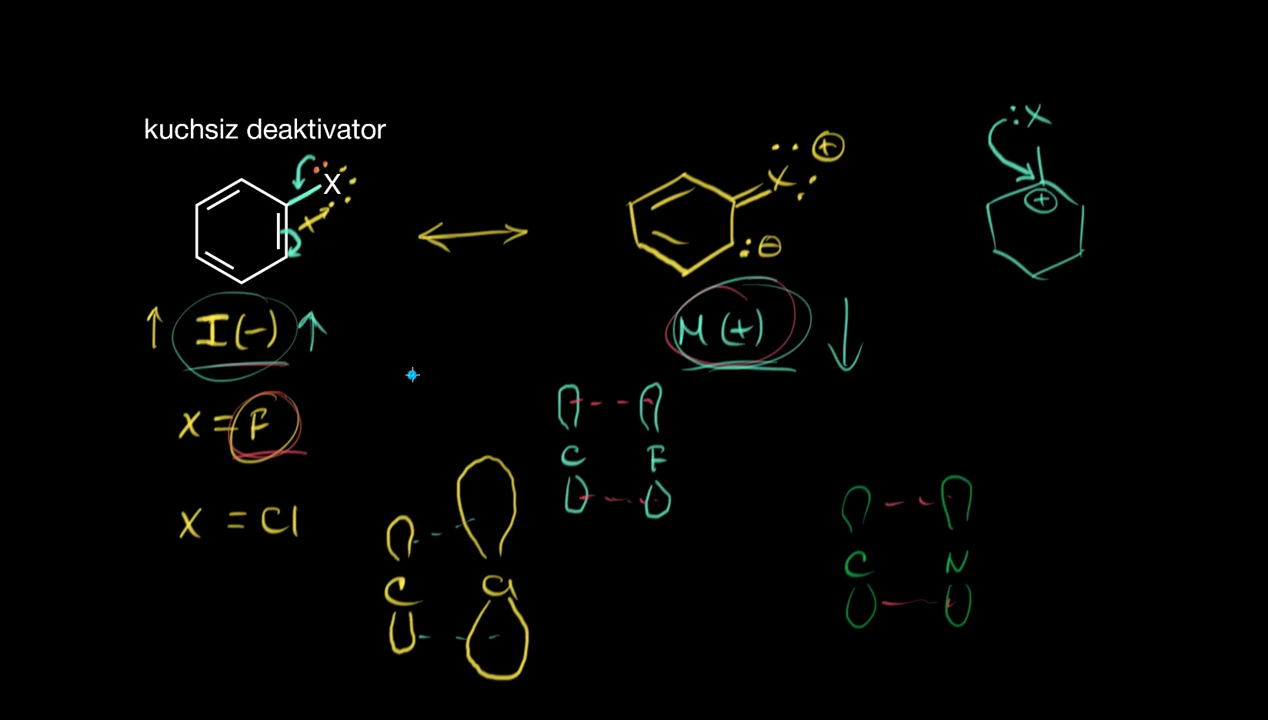 kuchsiz deaktivator
X
X
:X
⊕
⊕
:⊖
↑ I(-) ↑
M(+) ↓
X = F
C F
X = Cl
C Cl
C N